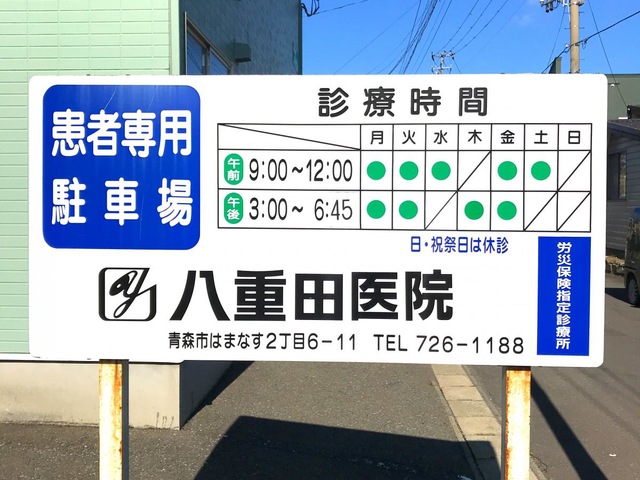 患者専用
駐車場
診療時間
月 火 水 木 金 土 日
午前 9:00～12:00 ● ● ● ／ ● ● ／
午後 3:00～ 6:45 ● ● ／ ● ● ／ ／
日・祝祭日は休診
労災保険指定診療所
y 八重田医院
青森市はまなす2丁目6-11 TEL 726-1188